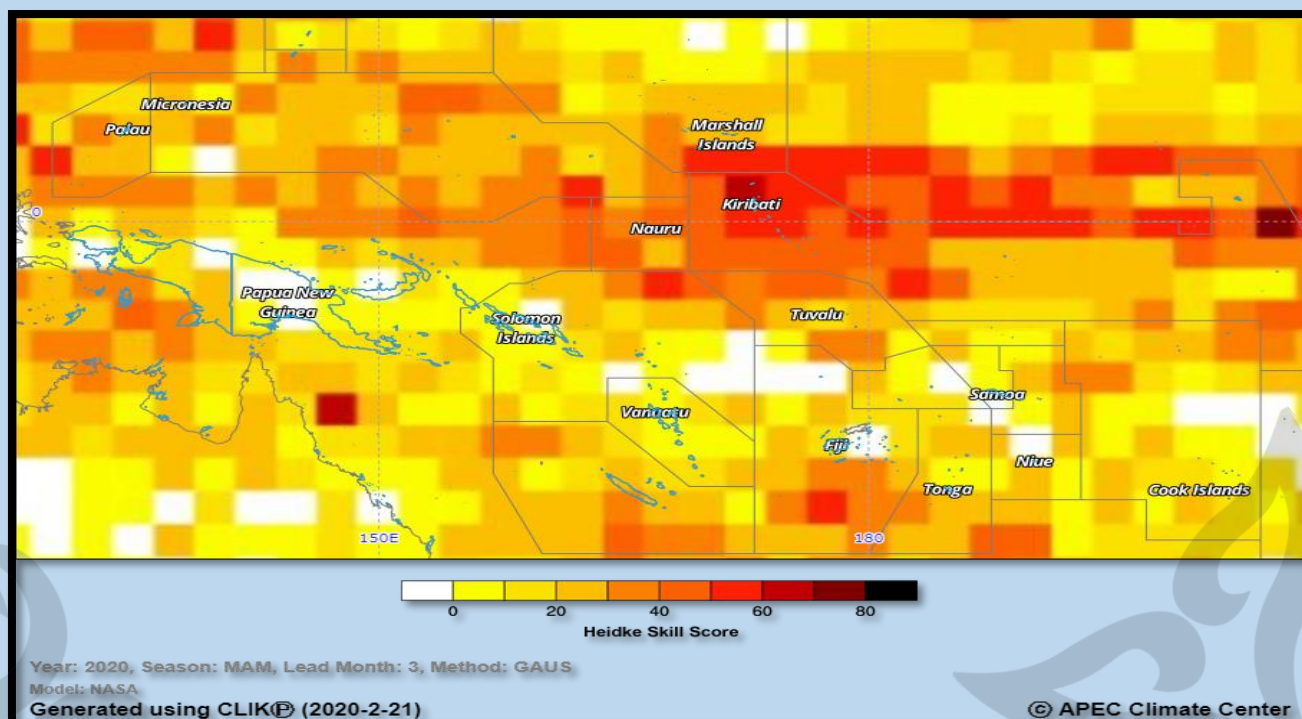 Micronesia
Palau
Marshall
Islands
0
Kiribati
Nauru
Papua New
Guinea
Solomon
Islands
Tuvalu
Samoa
Vanuatu
Fiji
Niue
Tonga
Cook Islands
150E
180
0 20 40 60 80
Heidke Skill Score
Year: 2020, Season: MAM, Lead Month: 3, Method: GAUS
Model: NASA
Generated using CLIKⓅ (2020-2-21)
© APEC Climate Center